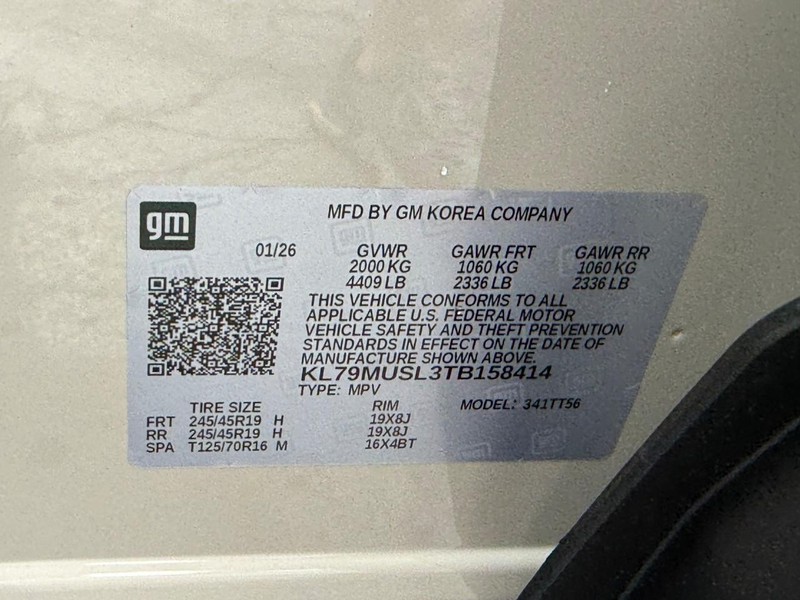 gm
MFD BY GM KOREA COMPANY
01/26 GVWR GAWR FRT GAWR RR
2000 KG 1060 KG 1060 KG
4409 LB 2336 LB 2336 LB
THIS VEHICLE CONFORMS TO ALL
APPLICABLE U.S. FEDERAL MOTOR
VEHICLE SAFETY AND THEFT PREVENTION
STANDARDS IN EFFECT ON THE DATE OF
MANUFACTURE SHOWN ABOVE.
KL79MUSL3TB158414
TYPE: MPV
TIRE SIZE RIM MODEL: 341TT56
FRT 245/45R19 H 19X8J
RR 245/45R19 H 19X8J
SPA T125/70R16 M 16X4BT